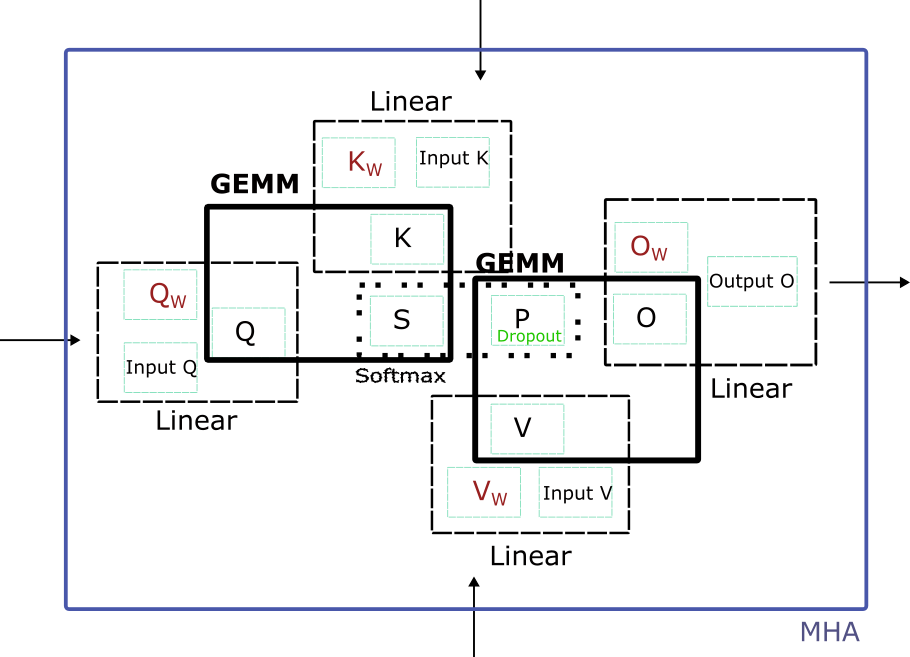 Linear
K_W
Input K
GEMM
K
GEMM
O_W
Output O
Q_W
Q
S
P
Dropout
O
Input Q
Softmax
Linear
Linear
V
V_W
Input V
Linear
MHA